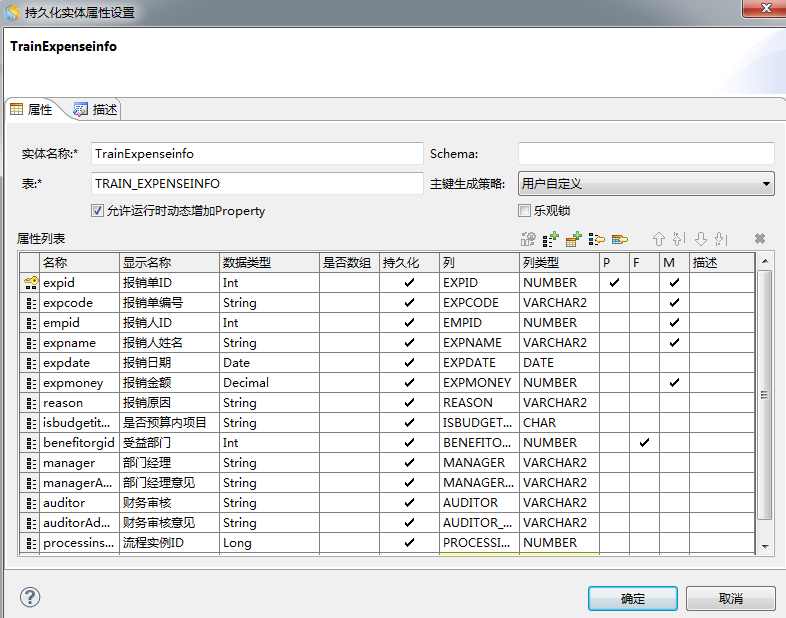 持久化实体属性设置
TrainExpenseinfo
属性 描述
实体名称:* TrainExpenseinfo Schema:
表:* TRAIN_EXPENSEINFO 主键生成策略: 用户自定义
允许运行时动态增加Property 乐观锁
属性列表
名称 显示名称 数据类型 是否数组 持久化 列 列类型 P F M 描述
expid 报销单ID Int EXPID NUMBER
expcode 报销单编号 String EXPCODE VARCHAR2
empid 报销人ID Int EMPID NUMBER
expname 报销人姓名 String EXPNAME VARCHAR2
expdate 报销日期 Date EXPDATE DATE
expmoney 报销金额 Decimal EXPMONEY NUMBER
reason 报销原因 String REASON VARCHAR2
isbudgetit... 是否预算内项目 String ISBUDGET... CHAR
benefitorgid 受益部门 Int BENEFITO... NUMBER
manager 部门经理 String MANAGER VARCHAR2
managerA... 部门经理意见 String MANAGER... VARCHAR2
auditor 财务审核 String AUDITOR VARCHAR2
auditorAd... 财务审核意见 String AUDITOR_... VARCHAR2
processins... 流程实例ID Long PROCESSI... NUMBER
确定 取消